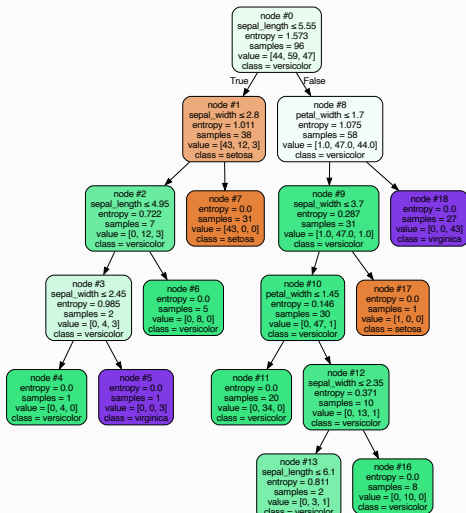 node #0
sepal_length ≤ 5.55
entropy = 1.573
samples = 96
value = [44, 59, 47]
class = versicolor
True
False
node #1
sepal_width ≤ 2.8
entropy = 1.011
samples = 38
value = [43, 12, 3]
class = setosa
node #8
petal_width ≤ 1.7
entropy = 1.075
samples = 58
value = [1.0, 47.0, 44.0]
class = versicolor
node #2
sepal_length ≤ 4.95
entropy = 0.722
samples = 7
value = [0, 12, 3]
class = versicolor
node #7
entropy = 0.0
samples = 31
value = [43, 0, 0]
class = setosa
node #9
sepal_width ≤ 3.7
entropy = 0.287
samples = 31
value = [1.0, 47.0, 1.0]
class = versicolor
node #18
entropy = 0.0
samples = 27
value = [0, 0, 43]
class = virginica
node #3
sepal_width ≤ 2.45
entropy = 0.985
samples = 2
value = [0, 4, 3]
class = versicolor
node #6
entropy = 0.0
samples = 5
value = [0, 8, 0]
class = versicolor
node #10
petal_width ≤ 1.45
entropy = 0.146
samples = 30
value = [0, 47, 1]
class = versicolor
node #17
entropy = 0.0
samples = 1
value = [1, 0, 0]
class = setosa
node #4
entropy = 0.0
samples = 1
value = [0, 4, 0]
class = versicolor
node #5
entropy = 0.0
samples = 1
value = [0, 0, 3]
class = virginica
node #11
entropy = 0.0
samples = 20
value = [0, 34, 0]
class = versicolor
node #12
sepal_width ≤ 2.35
entropy = 0.371
samples = 10
value = [0, 13, 1]
class = versicolor
node #13
sepal_length ≤ 6.1
entropy = 0.811
samples = 2
value = [0, 3, 1]
class = versicolor
node #16
entropy = 0.0
samples = 8
value = [0, 10, 0]
class = versicolor